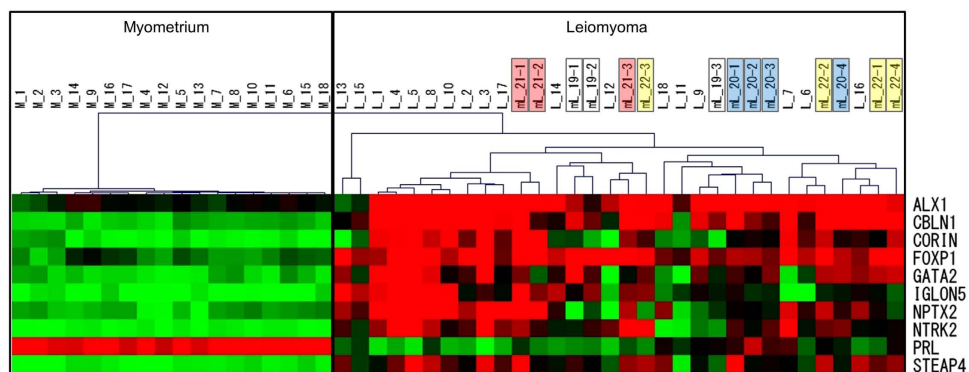 Myometrium Leiomyoma
M_1 M_2 M_3 M_14 M_9 M_16 M_17 M_4 M_12 M_5 M_13 M_7 M_8 M_10 M_11 M_6 M_15 M_18 L_13 L_15 L_1 L_4 L_5 L_8 L_10 L_2 L_3 L_17 mL_21-1 mL_21-2 L_14 mL_19-1 mL_19-2 L_12 mL_21-3 mL_22-3 L_18 L_11 L_9 mL_19-3 mL_20-1 mL_20-2 mL_20-3 L_7 L_6 mL_22-2 mL_20-4 L_16 mL_22-1 mL_22-4
ALX1
CBLN1
CORIN
FOXP1
GATA2
IGLON5
NPTX2
NTRK2
PRL
STEAP4